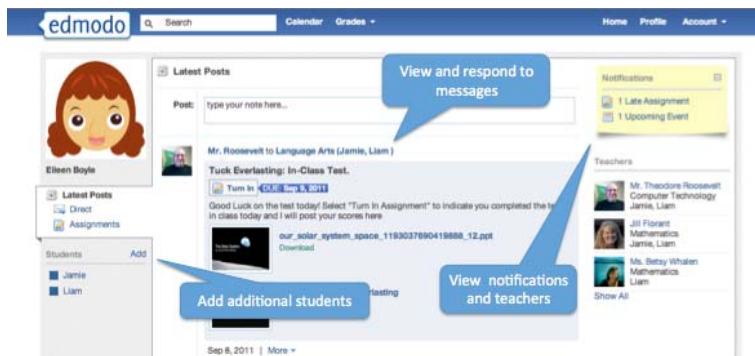 edmodo
Search
Calendar Grades
Home Profile Account
Latest Posts
View and respond to
messages
Notifications
1 Late Assignment
1 Upcoming Event
Post:
type your note here...
Mr. Roosevelt to Language Arts (Jamie, Liam )
Eileen Boyle
Tuck Everlasting: In-Class Test.
Turn In DUE: Sep 9, 2011
Good Luck on the test today! Select "Turn In Assignment" to indicate you completed the
in class today and I will post your scores here
our_solar_system_space_1193037890419888_12.ppt
Download
Latest Posts
Direct
Assignments
Students Add
Jamie
Liam
Add additional students
Teachers
Mr. Theodore Roosevelt
Computer Technology
Jamie, Liam
Jill Florant
Mathematics
Jamie, Liam
Ms. Betsy Whalen
Mathematics
Liam
Show All
View notifications
and teachers
Sep 8, 2011 | More